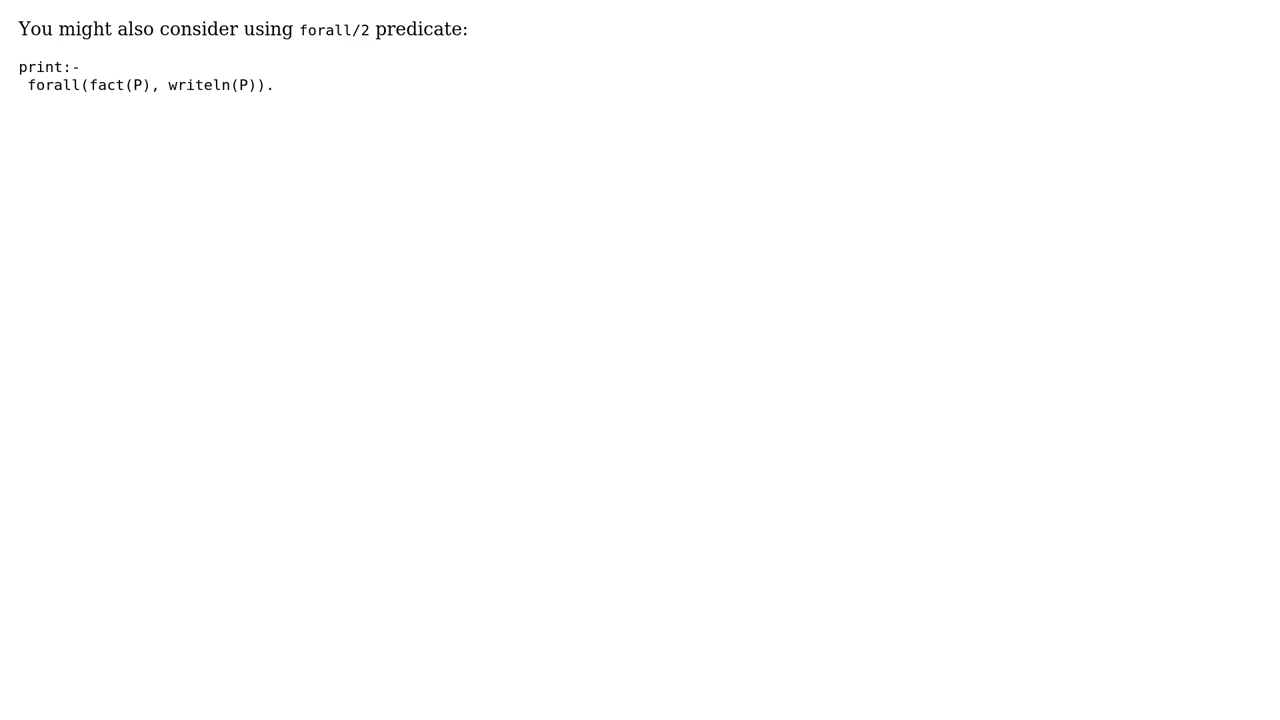 You might also consider using forall/2 predicate:
print:-
 forall(fact(P), writeln(P)).